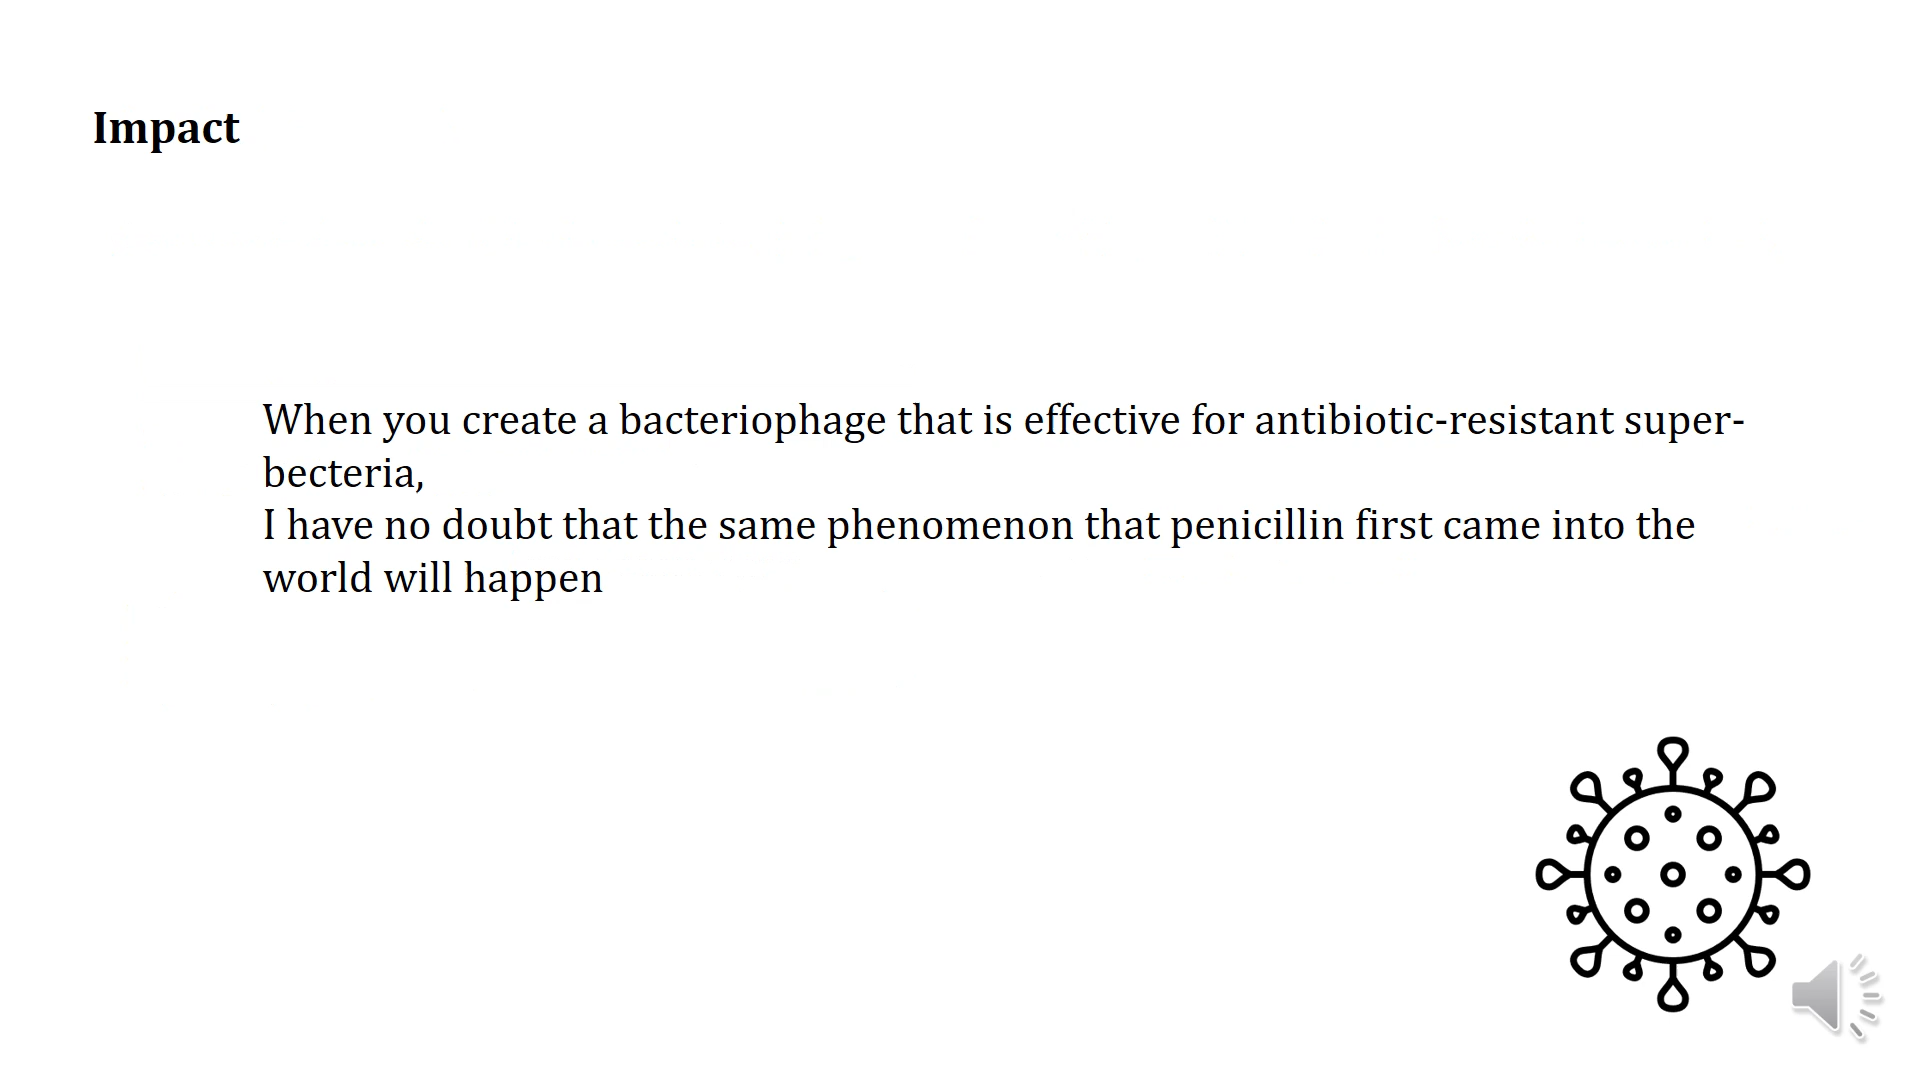 Impact
When you create a bacteriophage that is effective for antibiotic-resistant super-
becteria,
I have no doubt that the same phenomenon that penicillin first came into the
world will happen